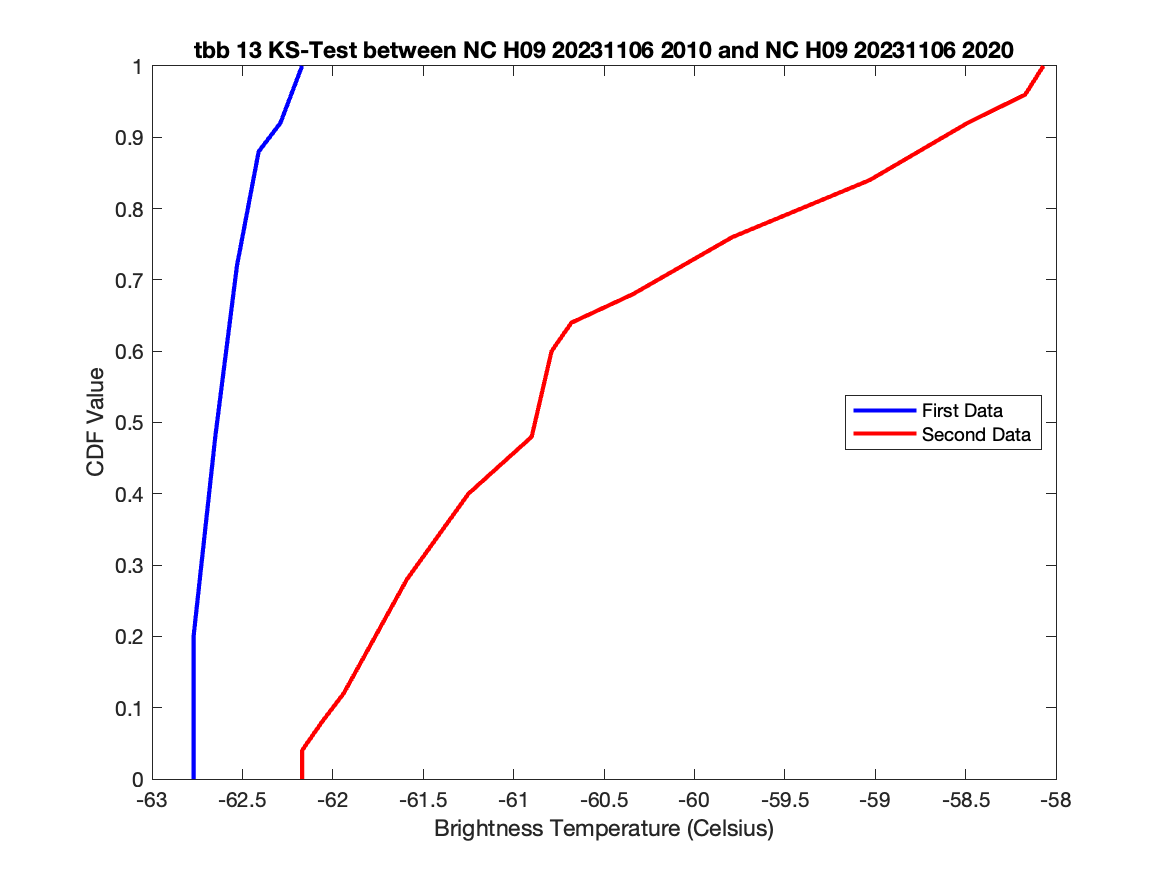 tbb 13 KS-Test between NC H09 20231106 2010 and NC H09 20231106 2020
1
0.9
0.8
0.7
0.6
0.5
0.4
0.3
0.2
0.1
0
CDF Value
First Data
Second Data
-63 -62.5 -62 -61.5 -61 -60.5 -60 -59.5 -59 -58.5 -58
Brightness Temperature (Celsius)